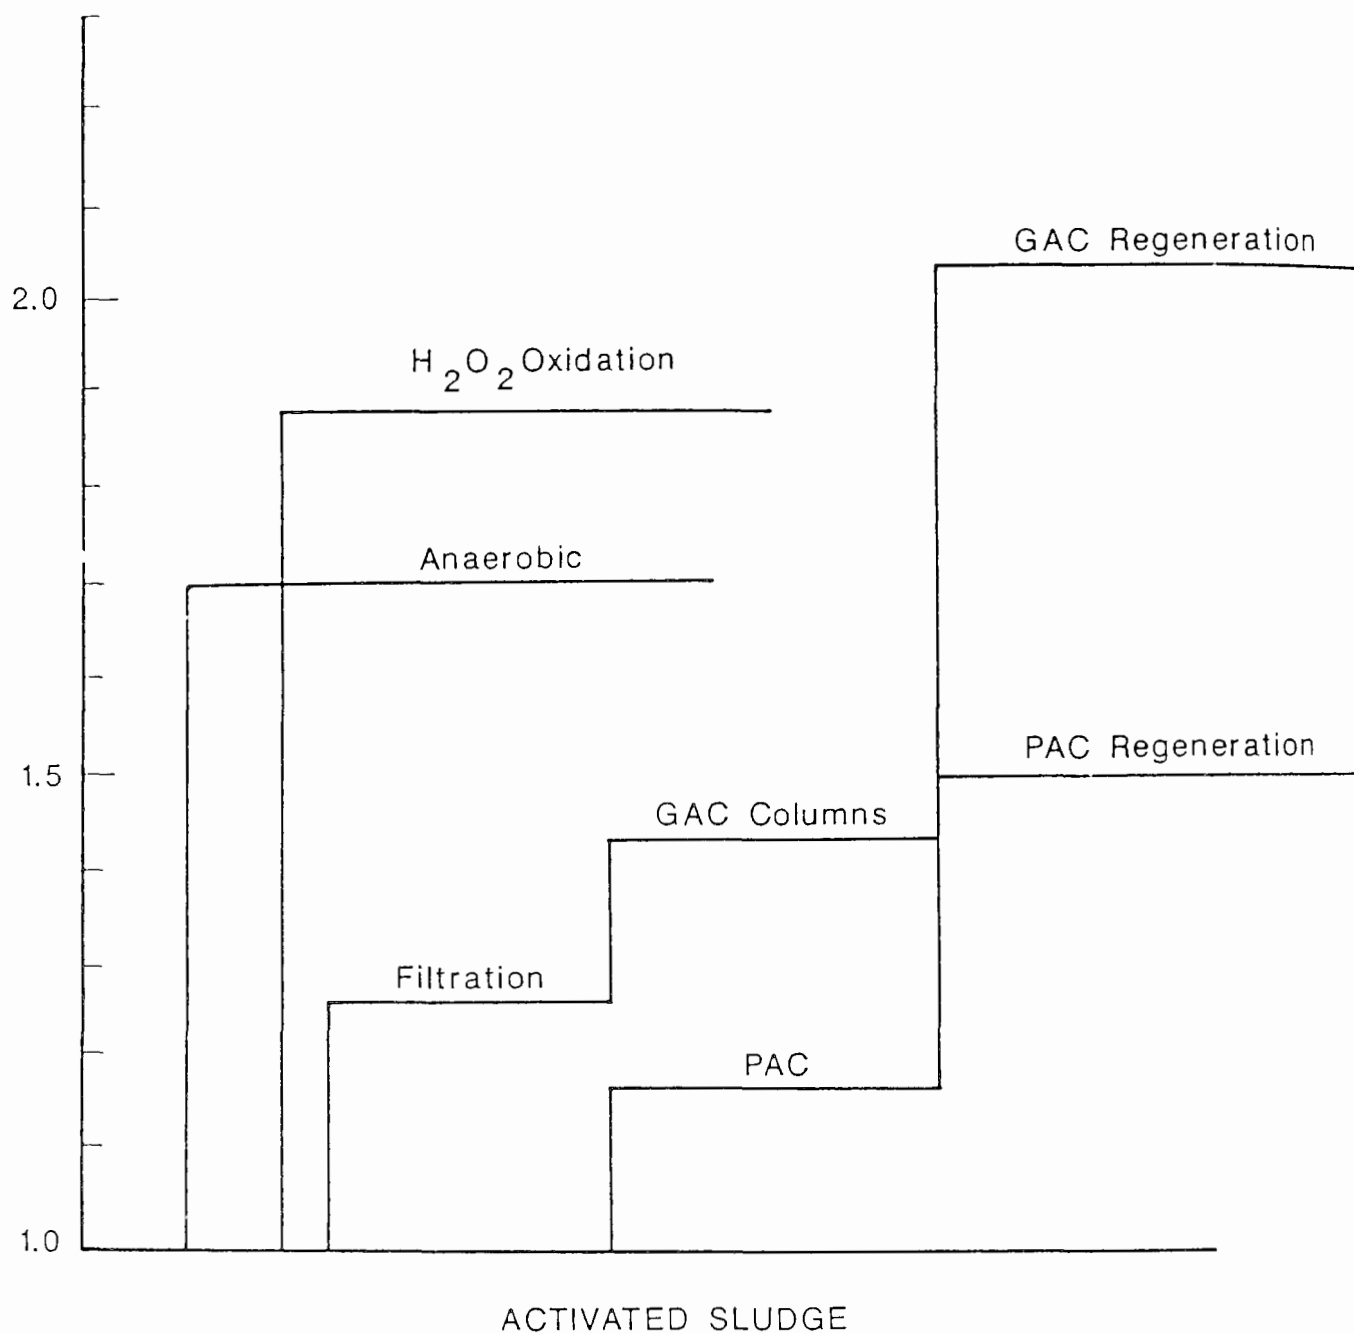 GAC Regeneration
2.0
H2O2 Oxidation
Anaerobic
PAC Regeneration
1.5
GAC Columns
Filtration
PAC
1.0
ACTIVATED SLUDGE